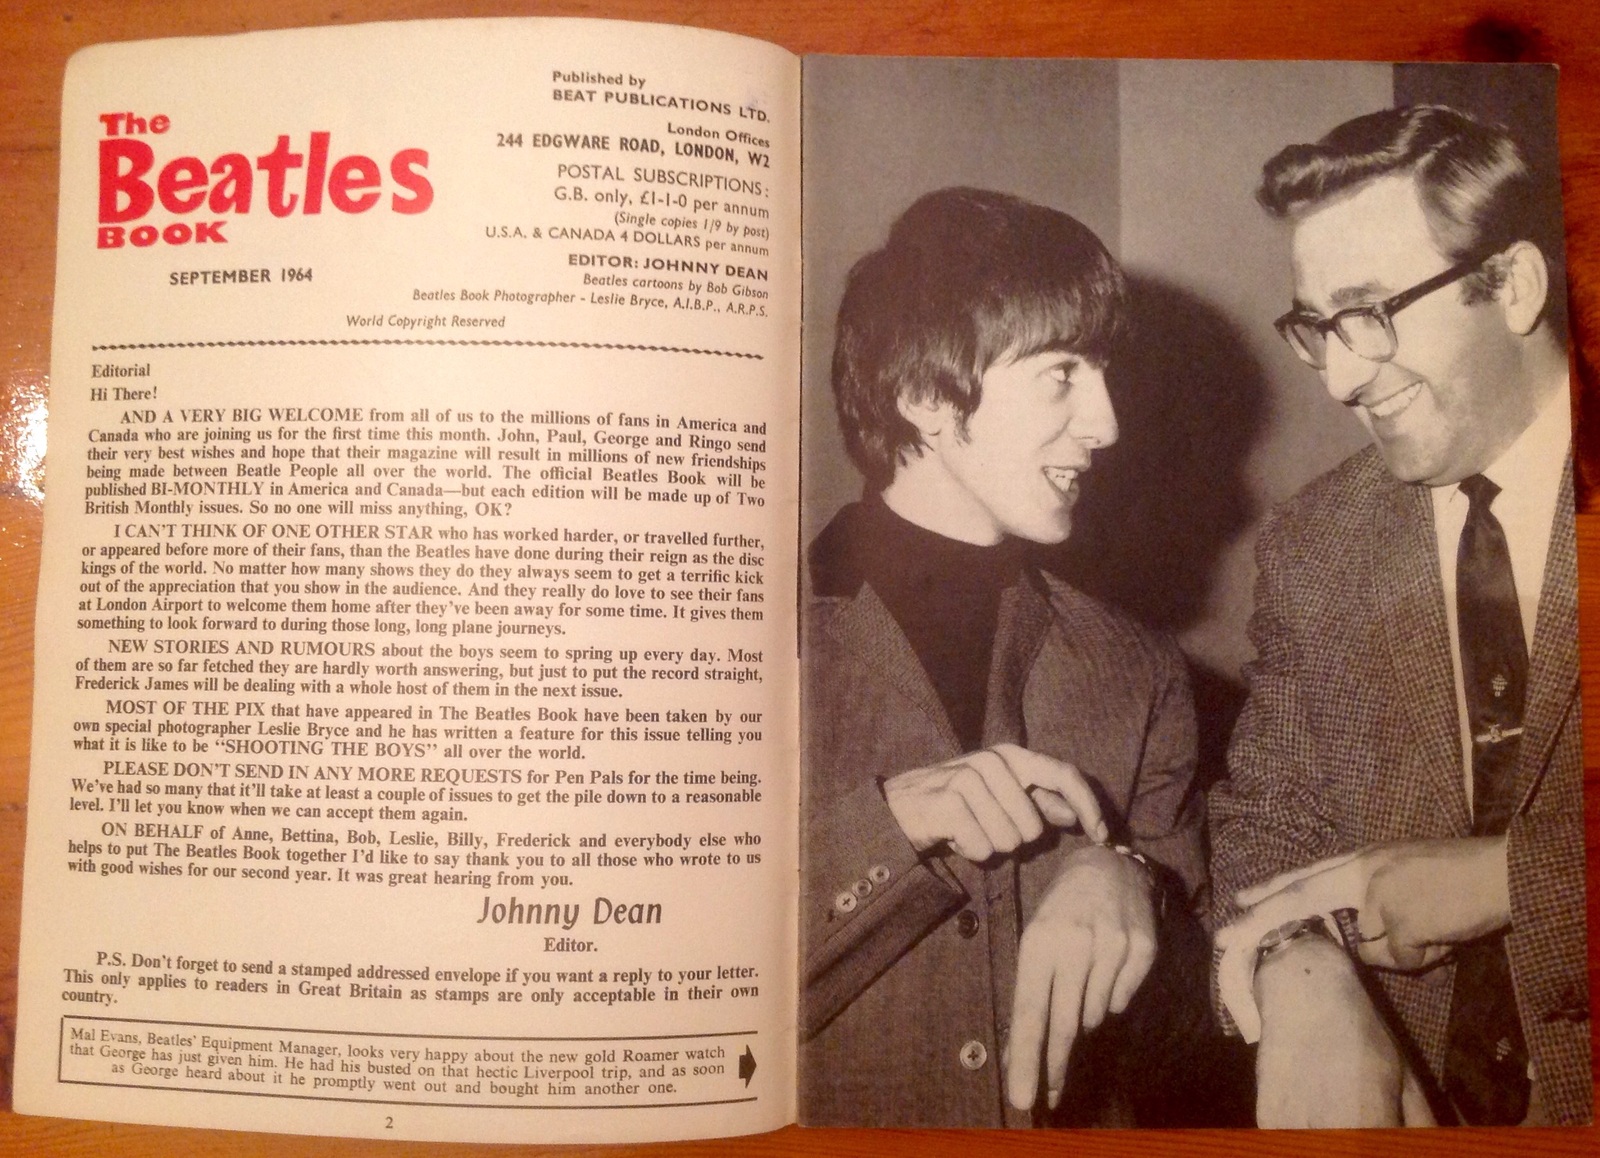 The
Beatles
BOOK
SEPTEMBER 1964
Published by
BEAT PUBLICATIONS LTD.
London Offices
244 EDGWARE ROAD, LONDON, W2
POSTAL SUBSCRIPTIONS:
G.B. only, £1-1-0 per annum
(Single copies 1/9 by post)
U.S.A. & CANADA 4 DOLLARS per annum
EDITOR: JOHNNY DEAN
Beatles cartoons by Bob Gibson
Beatles Book Photographer - Leslie Bryce, A.I.B.P., A.R.P.S.
World Copyright Reserved
Editorial
Hi There!
AND A VERY BIG WELCOME from all of us to the millions of fans in America and
Canada who are joining us for the first time this month. John, Paul, George and Ringo send
their very best wishes and hope that their magazine will result in millions of new friendships
being made between Beatle People all over the world. The official Beatles Book will be
published BI-MONTHLY in America and Canada—but each edition will be made up of Two
British Monthly issues. So no one will miss anything, OK?
I CAN'T THINK OF ONE OTHER STAR who has worked harder, or travelled further,
or appeared before more of their fans, than the Beatles have done during their reign as the disc
kings of the world. No matter how many shows they do they always seem to get a terrific kick
out of the appreciation that you show in the audience. And they really do love to see their fans
at London Airport to welcome them home after they've been away for some time. It gives them
something to look forward to during those long, long plane journeys.
NEW STORIES AND RUMOURS about the boys seem to spring up every day. Most
of them are so far fetched they are hardly worth answering, but just to put the record straight,
Frederick James will be dealing with a whole host of them in the next issue.
MOST OF THE PIX that have appeared in The Beatles Book have been taken by our
own special photographer Leslie Bryce and he has written a feature for this issue telling you
what it is like to be "SHOOTING THE BOYS" all over the world.
PLEASE DON'T SEND IN ANY MORE REQUESTS for Pen Pals for the time being.
We've had so many that it'll take at least a couple of issues to get the pile down to a reasonable
level. I'll let you know when we can accept them again.
ON BEHALF of Anne, Bettina, Bob, Leslie, Billy, Frederick and everybody else who
helps to put The Beatles Book together I'd like to say thank you to all those who wrote to us
with good wishes for our second year. It was great hearing from you.
Johnny Dean
Editor.
P.S. Don't forget to send a stamped addressed envelope if you want a reply to your letter.
This only applies to readers in Great Britain as stamps are only acceptable in their own
country.
Mal Evans, Beatles' Equipment Manager, looks very happy about the new gold Roamer watch
that George has just given him. He had his busted on that hectic Liverpool trip, and as soon
as George heard about it he promptly went out and bought him another one.
2